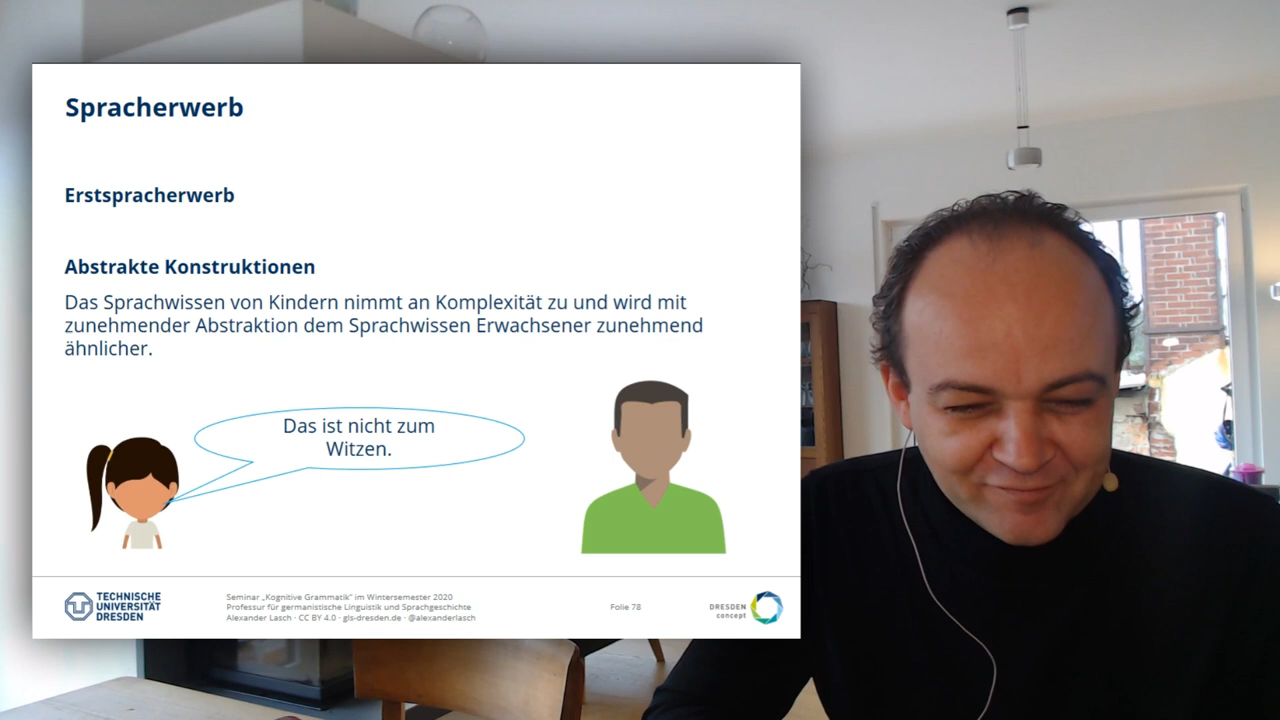 Spracherwerb
Erstspracherwerb
Abstrakte Konstruktionen
Das Sprachwissen von Kindern nimmt an Komplexität zu und wird mit
zunehmender Abstraktion dem Sprachwissen Erwachsener zunehmend
ähnlicher.
Das ist nicht zum
Witzen.
TECHNISCHE
UNIVERSITÄT
DRESDEN
Seminar „Kognitive Grammatik" im Wintersemester 2020
Professur für germanistische Linguistik und Sprachgeschichte
Alexander Lasch · CC BY 4.0 · gls-dresden.de · @alexanderlasch
Folie 78
DRESDEN
concept